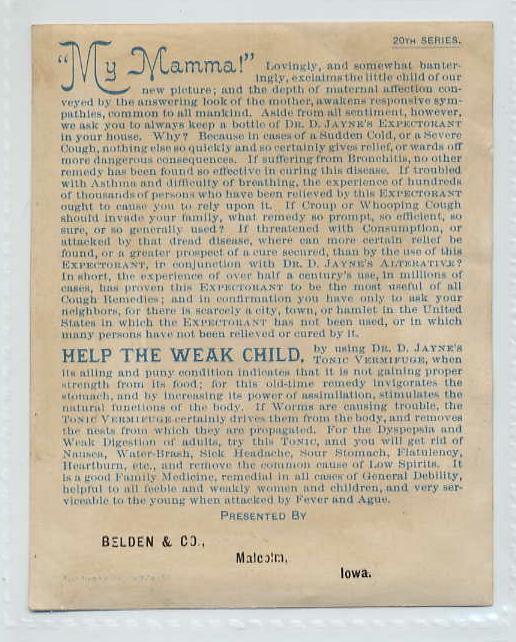 20TH SERIES.
"My Mamma!" Lovingly, and somewhat banter-
ingly, exclaims the little child of our
new picture; and the depth of maternal affection con-
veyed by the answering look of the mother, awakens responsive sym-
pathies, common to all mankind. Aside from all sentiment, however,
we ask you to always keep a bottle of DR. D. JAYNE'S EXPECTORANT
in your house. Why? Because in cases of a Sudden Cold, or a Severe
Cough, nothing else so quickly and so certainly gives relief, or wards off
more dangerous consequences. If suffering from Bronchitis, no other
remedy has been found so effective in curing this disease. If troubled
with Asthma and difficulty of breathing, the experience of hundreds
of thousands of persons who have been relieved by this EXPECTORANT
ought to cause you to rely upon it. If Croup or Whooping Cough
should invade your family, what remedy so prompt, so efficient, so
sure, or so generally used? If threatened with Consumption, or
attacked by that dread disease, where can more certain relief be
found, or a greater prospect of a cure secured, than by the use of this
EXPECTORANT, in conjunction with DR. D. JAYNE'S ALTERATIVE?
In short, the experience of over half a century's use, in millions of
cases, has proven this EXPECTORANT to be the most useful of all
Cough Remedies; and in confirmation you have only to ask your
neighbors, for there is scarcely a city, town, or hamlet in the United
States in which the EXPECTORANT has not been used, or in which
many persons have not been relieved or cured by it.
HELP THE WEAK CHILD, by using DR. D. JAYNE'S
TONIC VERMIFUGE, when
its ailing and puny condition indicates that it is not gaining proper
strength from its food; for this old-time remedy invigorates the
stomach, and by increasing its power of assimilation, stimulates the
natural functions of the body. If Worms are causing trouble, the
TONIC VERMIFUGE certainly drives them from the body, and removes
the nests from which they are propagated. For the Dyspepsia and
Weak Digestion of adults, try this TONIC, and you will get rid of
Nausea, Water-Brash, Sick Headache, Sour Stomach, Flatulency,
Heartburn, etc., and remove the common cause of Low Spirits. It
is a good Family Medicine, remedial in all cases of General Debility,
helpful to all feeble and weakly women and children, and very ser-
viceable to the young when attacked by Fever and Ague.
PRESENTED BY
BELDEN & CO.,
Malcolm,
Iowa.